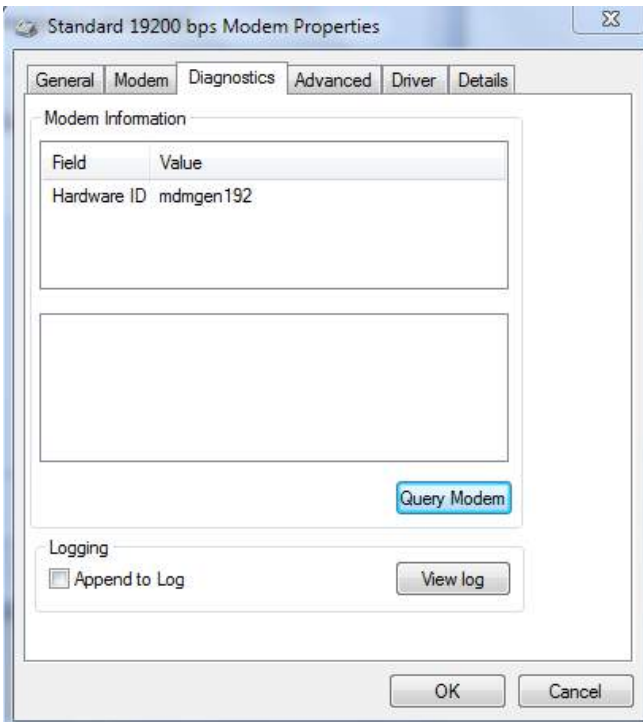 Standard 19200 bps Modem Properties
General Modem Diagnostics Advanced Driver Details
Modem Information
Field Value
Hardware ID mdmgen192
Query Modem
Logging
Append to Log View log
OK Cancel